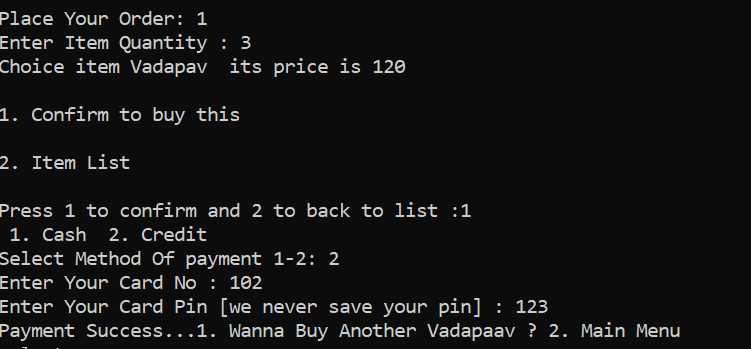 Place Your Order: 1
Enter Item Quantity : 3
Choice item Vadapav  its price is 120
1. Confirm to buy this
2. Item List
Press 1 to confirm and 2 to back to list :1
1. Cash  2. Credit
Select Method Of payment 1-2: 2
Enter Your Card No : 102
Enter Your Card Pin [we never save your pin] : 123
Payment Success...1. Wanna Buy Another Vadapaav ? 2. Main Menu